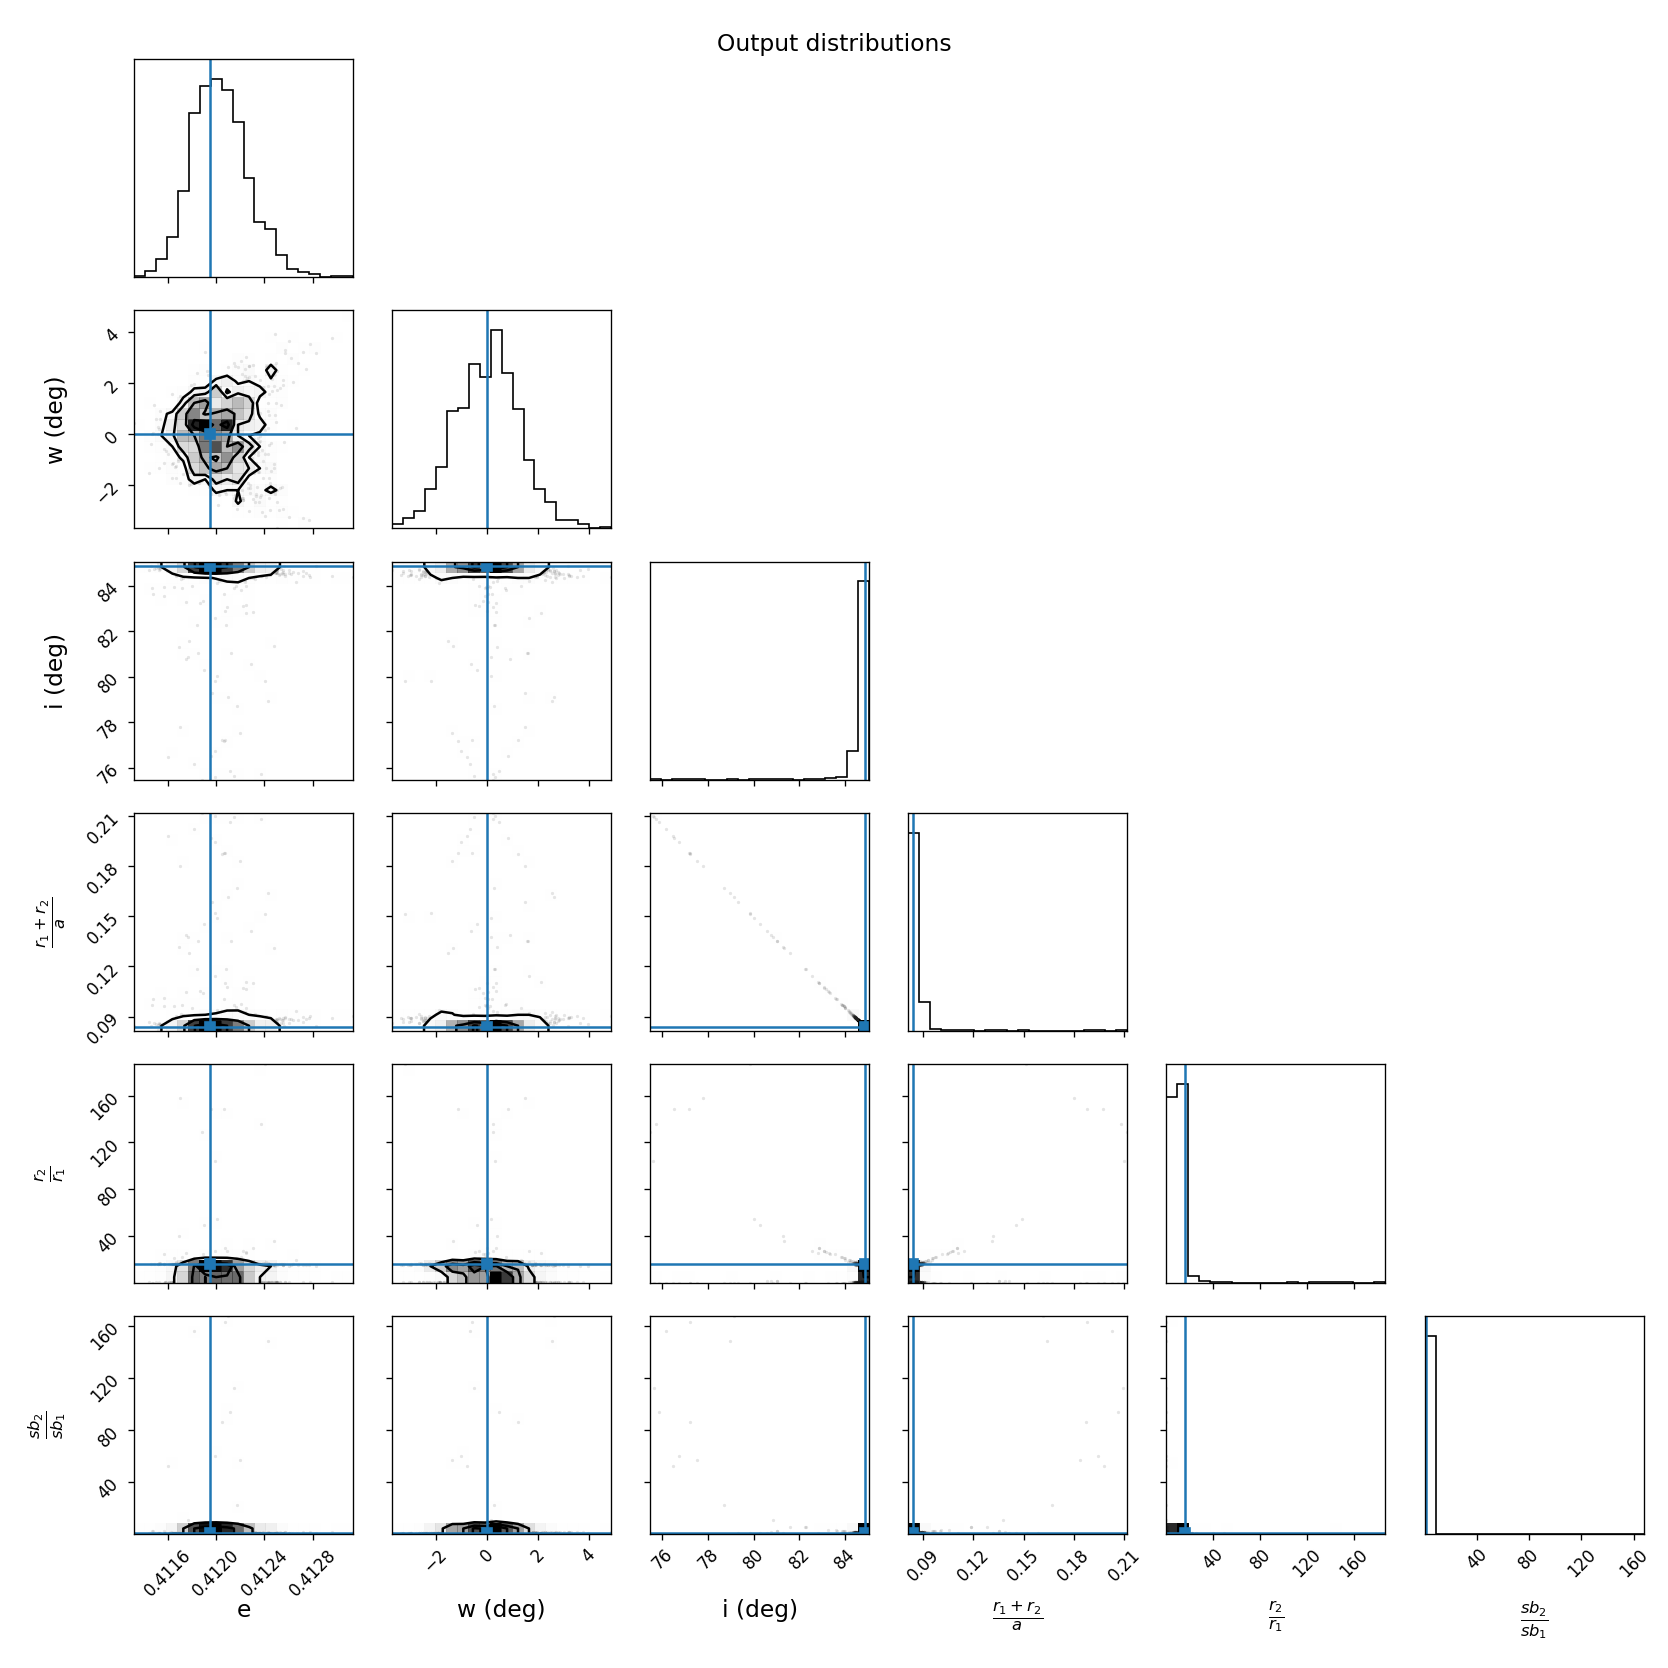 Output distributions
4
2
0
−2
w (deg)
84
82
80
78
76
i (deg)
0.21
0.18
0.15
0.12
0.09
r1 + r2
a
160
120
80
40
r2
r1
160
120
80
40
sb2
sb1
0.4116 0.4120 0.4124 0.4128 −2 0 2 4 76 78 80 82 84 0.09 0.12 0.15 0.18 0.21 40 80 120 160 40 80 120 160
e w (deg) i (deg) r1 + r2 / a r2 / r1 sb2 / sb1